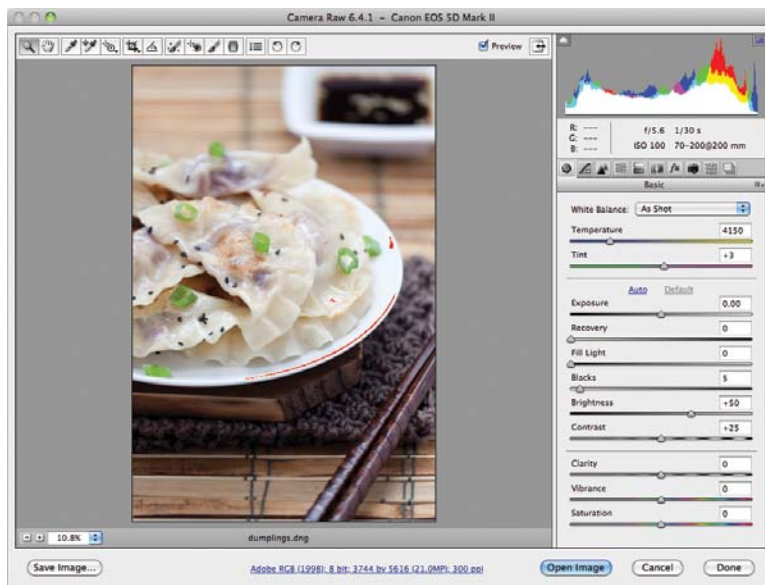 Camera Raw 6.4.1 – Canon EOS 5D Mark II
Preview
R: ---
G: ---
B: ---
f/5.6 1/30 s
ISO 100 70-200@200 mm
Basic
White Balance: As Shot
Temperature 4150
Tint +3
Auto Default
Exposure 0.00
Recovery 0
Fill Light 0
Blacks 5
Brightness +50
Contrast +25
Clarity 0
Vibrance 0
Saturation 0
10.8% dumplings.dng
Save Image... Adobe RGB (1998); 8 bit; 3744 by 5616 (21.0MP); 300 ppi Open Image Cancel Done